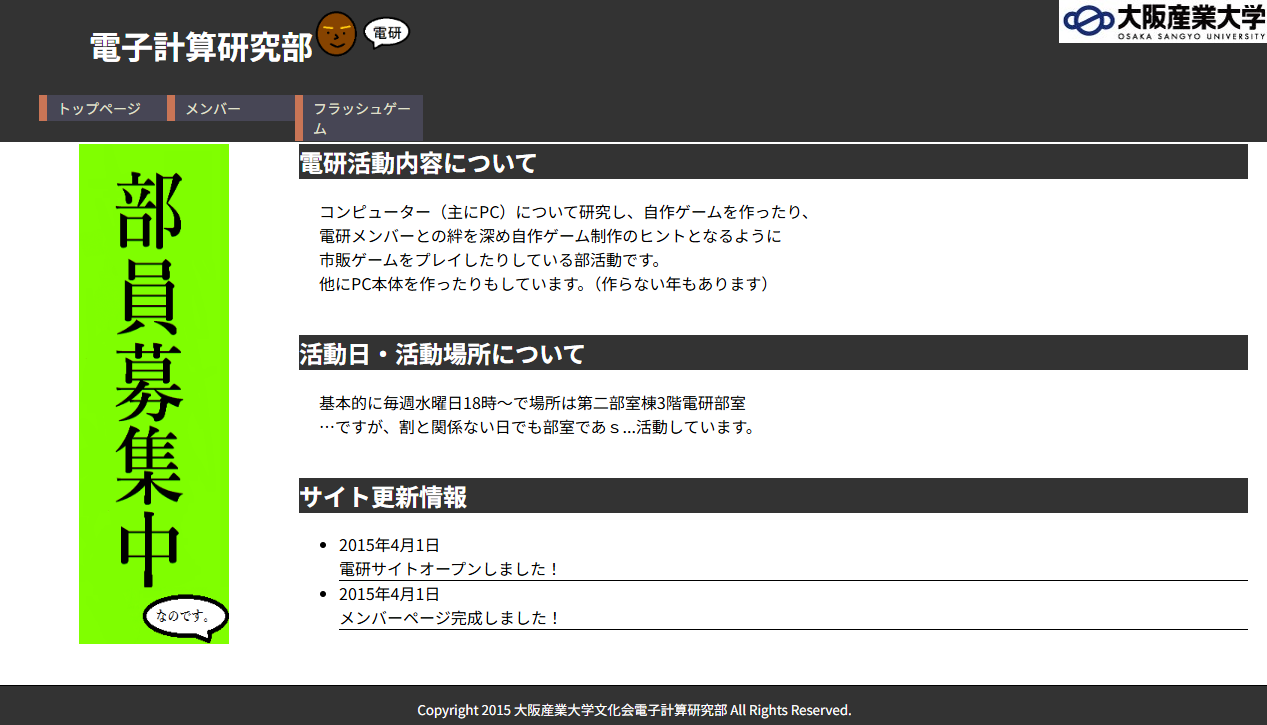 電子計算研究部
電研
大阪産業大学
OSAKA SANGYO UNIVERSITY
トップページ
メンバー
フラッシュゲー
ム
部員募集中
なのです。
電研活動内容について
コンピューター（主にPC）について研究し、自作ゲームを作ったり、
電研メンバーとの絆を深め自作ゲーム制作のヒントとなるように
市販ゲームをプレイしたりしている部活動です。
他にPC本体を作ったりもしています。（作らない年もあります）
活動日・活動場所について
基本的に毎週水曜日18時～で場所は第二部室棟3階電研部室
…ですが、割と関係ない日でも部室であｓ...活動しています。
サイト更新情報
2015年4月1日
電研サイトオープンしました！
2015年4月1日
メンバーページ完成しました！
Copyright 2015 大阪産業大学文化会電子計算研究部 All Rights Reserved.